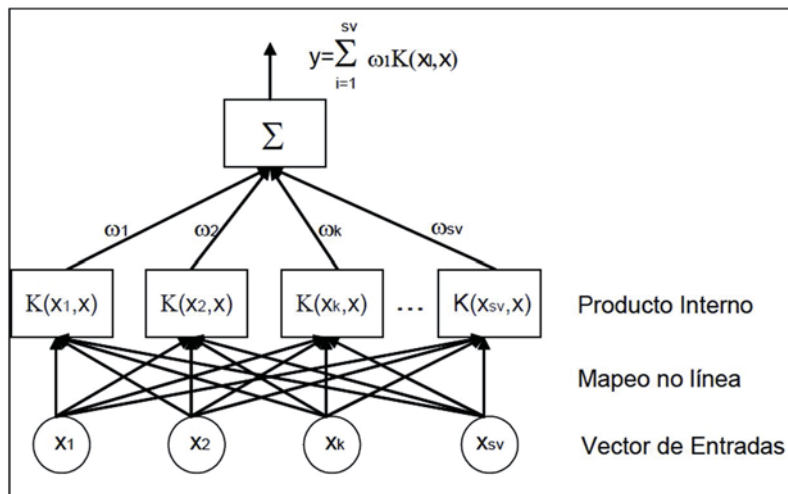 sv
y=∑ ω1K(xl,x)
i=1
∑
ω1 ω2 ωk ωsv
K(x1,x) K(x2,x) K(xk,x) ... K(xsv,x) Producto Interno
Mapeo no línea
x1 x2 xk xsv Vector de Entradas